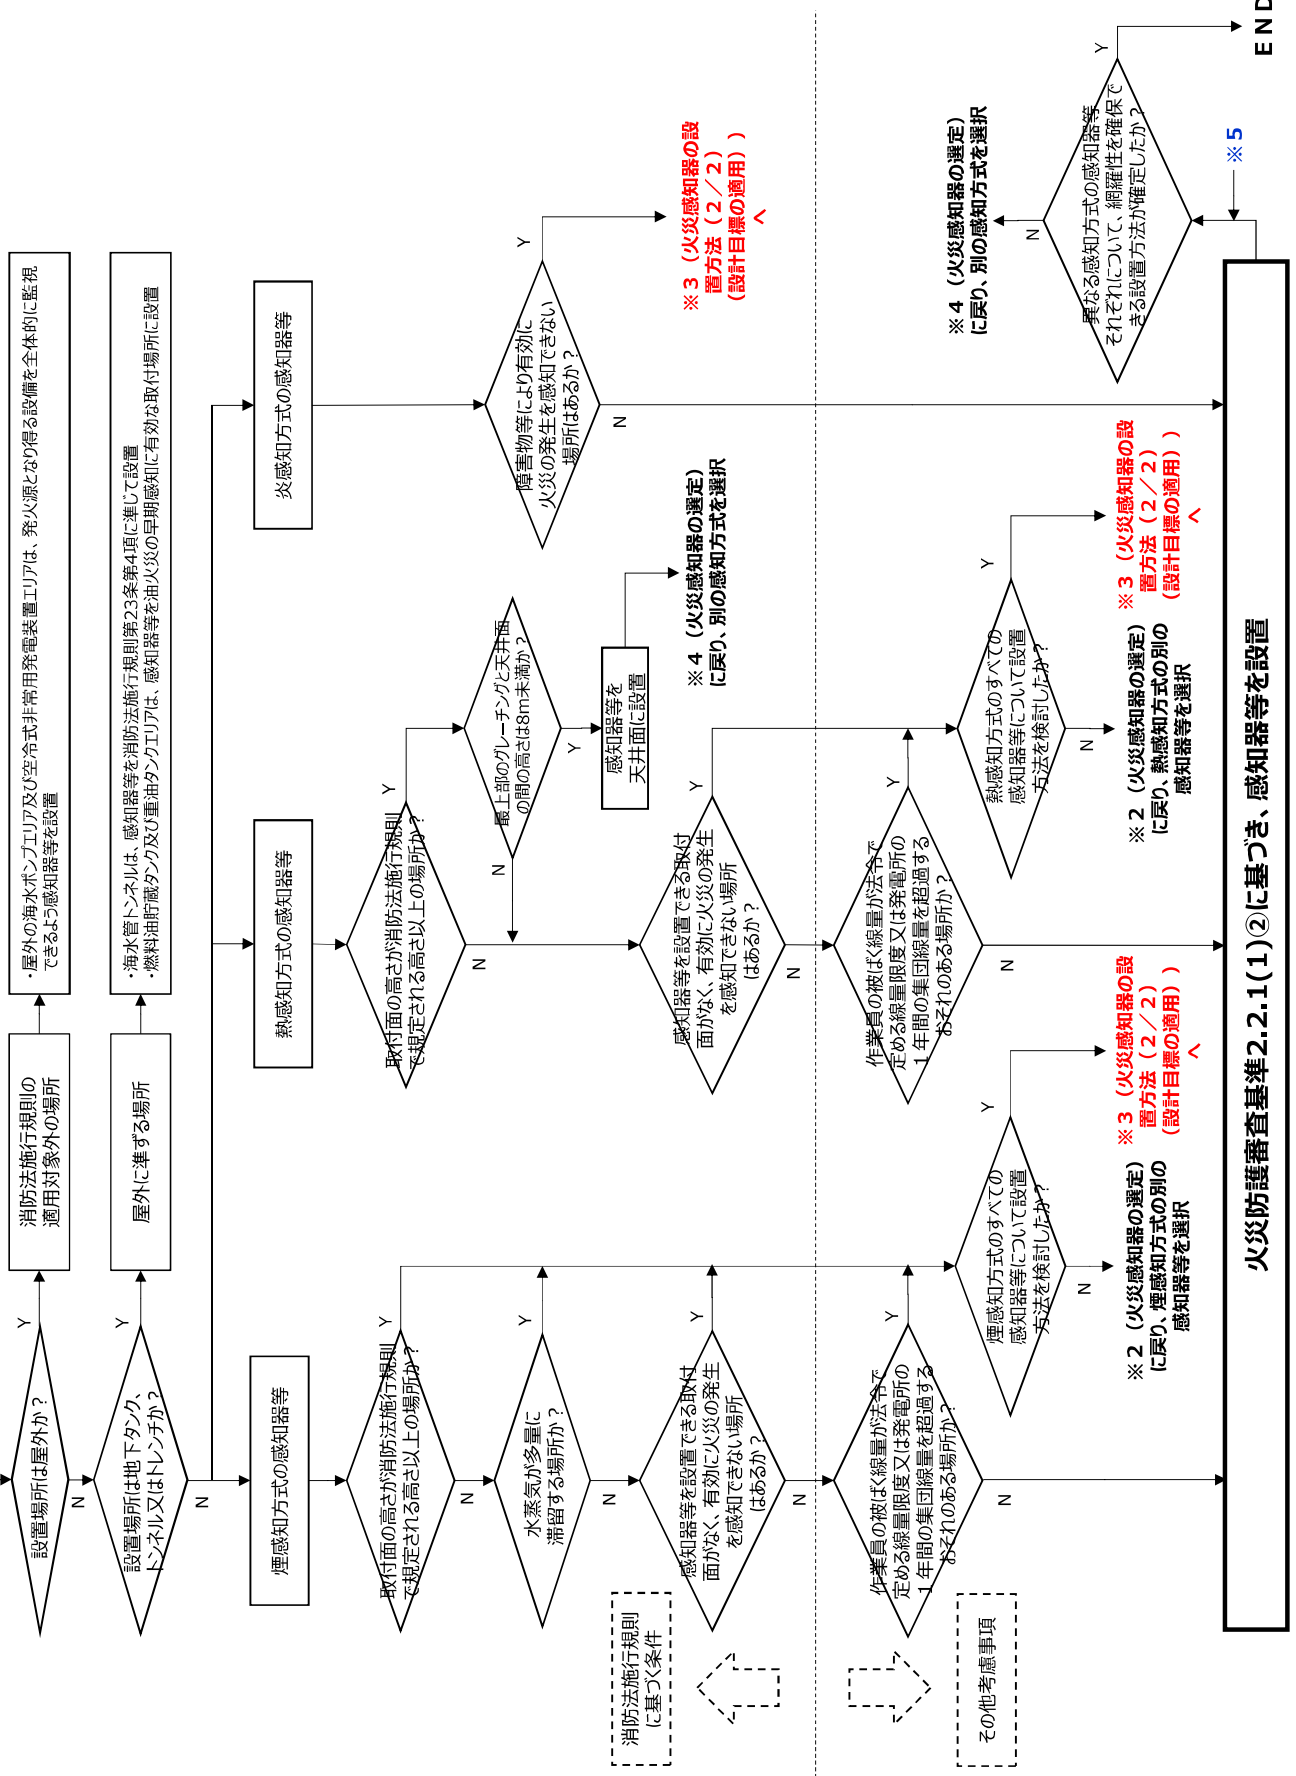 設置場所は屋外か？
Y
N
消防法施行規則の
適用対象外の場所
・屋外の海水ポンプエリア及び空冷式非常用発電装置エリアは、発火源となり得る設備を全体的に監視
できるよう感知器等を設置
設置場所は地下タンク、
トンネル又はトレンチか？
Y
N
屋外に準ずる場所
・海水管トンネルは、感知器等を消防法施行規則第23条第4項に準じて設置
・燃料油貯蔵タンク及び重油タンクエリアは、感知器等を油火災の早期感知に有効な取付場所に設置
煙感知方式の感知器等
取付面の高さが消防法施行規則
で規定される高さ以上の場所か？
Y
N
水蒸気が多量に
滞留する場所か？
Y
N
感知器等を設置できる取付
面がなく、有効に火災の発生
を感知できない場所
はあるか？
Y
N
作業員の被ばく線量が法令で
定める線量限度又は発電所の
１年間の集団線量を超過する
おそれのある場所か？
Y
N
煙感知方式のすべての
感知器等について設置
方法を検討したか？
Y
N
※２（火災感知器の選定）
に戻り、煙感知方式の別の
感知器等を選択
※３（火災感知器の設
置方法（２／２）
（設計目標の適用））
へ
熱感知方式の感知器等
取付面の高さが消防法施行規則
で規定される高さ以上の場所か？
Y
N
最上部のグレーチングと天井面
の間の高さは8m未満か？
N
Y
感知器等を
天井面に設置
※４（火災感知器の選定）
に戻り、別の感知方式を選択
感知器等を設置できる取付
面がなく、有効に火災の発生
を感知できない場所
はあるか？
Y
N
作業員の被ばく線量が法令で
定める線量限度又は発電所の
１年間の集団線量を超過する
おそれのある場所か？
Y
N
熱感知方式のすべての
感知器等について設置
方法を検討したか？
Y
N
※２（火災感知器の選定）
に戻り、熱感知方式の別の
感知器等を選択
※３（火災感知器の設
置方法（２／２）
（設計目標の適用））
へ
炎感知方式の感知器等
障害物等により有効に
火災の発生を感知できない
場所はあるか？
Y
N
※３（火災感知器の設
置方法（２／２）
（設計目標の適用））
へ
消防法施行規則
に基づく条件
その他考慮事項
火災防護審査基準2.2.1(1)②に基づき、感知器等を設置
※５
異なる感知方式の感知器等
それぞれについて、網羅性を確保で
きる設置方法が確定したか？
N
Y
※４（火災感知器の選定）
に戻り、別の感知方式を選択
END